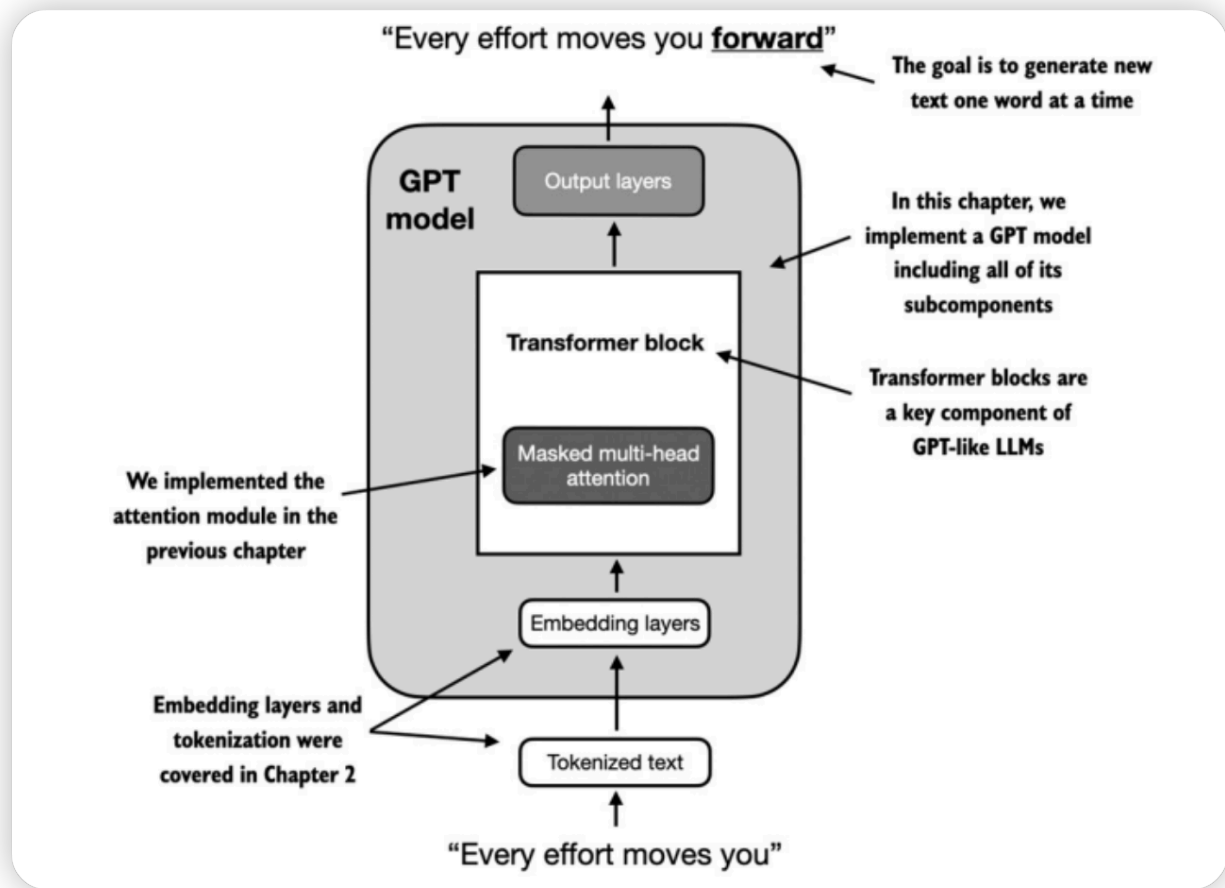 “Every effort moves you forward”
The goal is to generate new
text one word at a time
GPT
model
Output layers
In this chapter, we
implement a GPT model
including all of its
subcomponents
Transformer block
Transformer blocks are
a key component of
GPT-like LLMs
Masked multi-head
attention
We implemented the
attention module in the
previous chapter
Embedding layers
Embedding layers and
tokenization were
covered in Chapter 2
Tokenized text
“Every effort moves you”